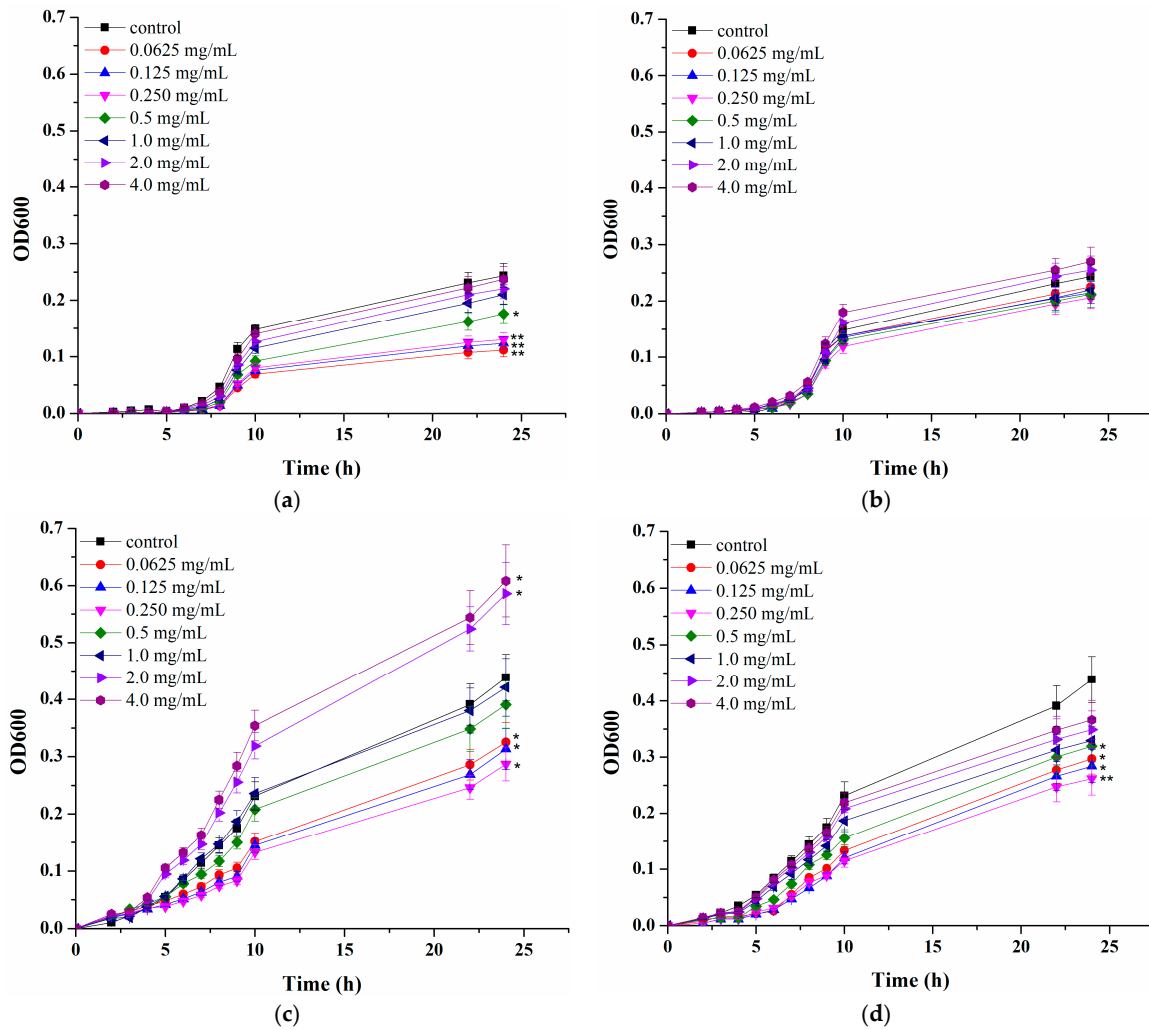 0.7
0.6
0.5
0.4
0.3
0.2
0.1
0.0
OD600
control
0.0625 mg/mL
0.125 mg/mL
0.250 mg/mL
0.5 mg/mL
1.0 mg/mL
2.0 mg/mL
4.0 mg/mL
*
**
**
**
0 5 10 15 20 25
Time (h)
(a)
0.7
0.6
0.5
0.4
0.3
0.2
0.1
0.0
OD600
control
0.0625 mg/mL
0.125 mg/mL
0.250 mg/mL
0.5 mg/mL
1.0 mg/mL
2.0 mg/mL
4.0 mg/mL
0 5 10 15 20 25
Time (h)
(b)
0.7
0.6
0.5
0.4
0.3
0.2
0.1
0.0
OD600
control
0.0625 mg/mL
0.125 mg/mL
0.250 mg/mL
0.5 mg/mL
1.0 mg/mL
2.0 mg/mL
4.0 mg/mL
*
*
*
*
*
0 5 10 15 20 25
Time (h)
(c)
0.7
0.6
0.5
0.4
0.3
0.2
0.1
0.0
OD600
control
0.0625 mg/mL
0.125 mg/mL
0.250 mg/mL
0.5 mg/mL
1.0 mg/mL
2.0 mg/mL
4.0 mg/mL
*
*
*
**
0 5 10 15 20 25
Time (h)
(d)